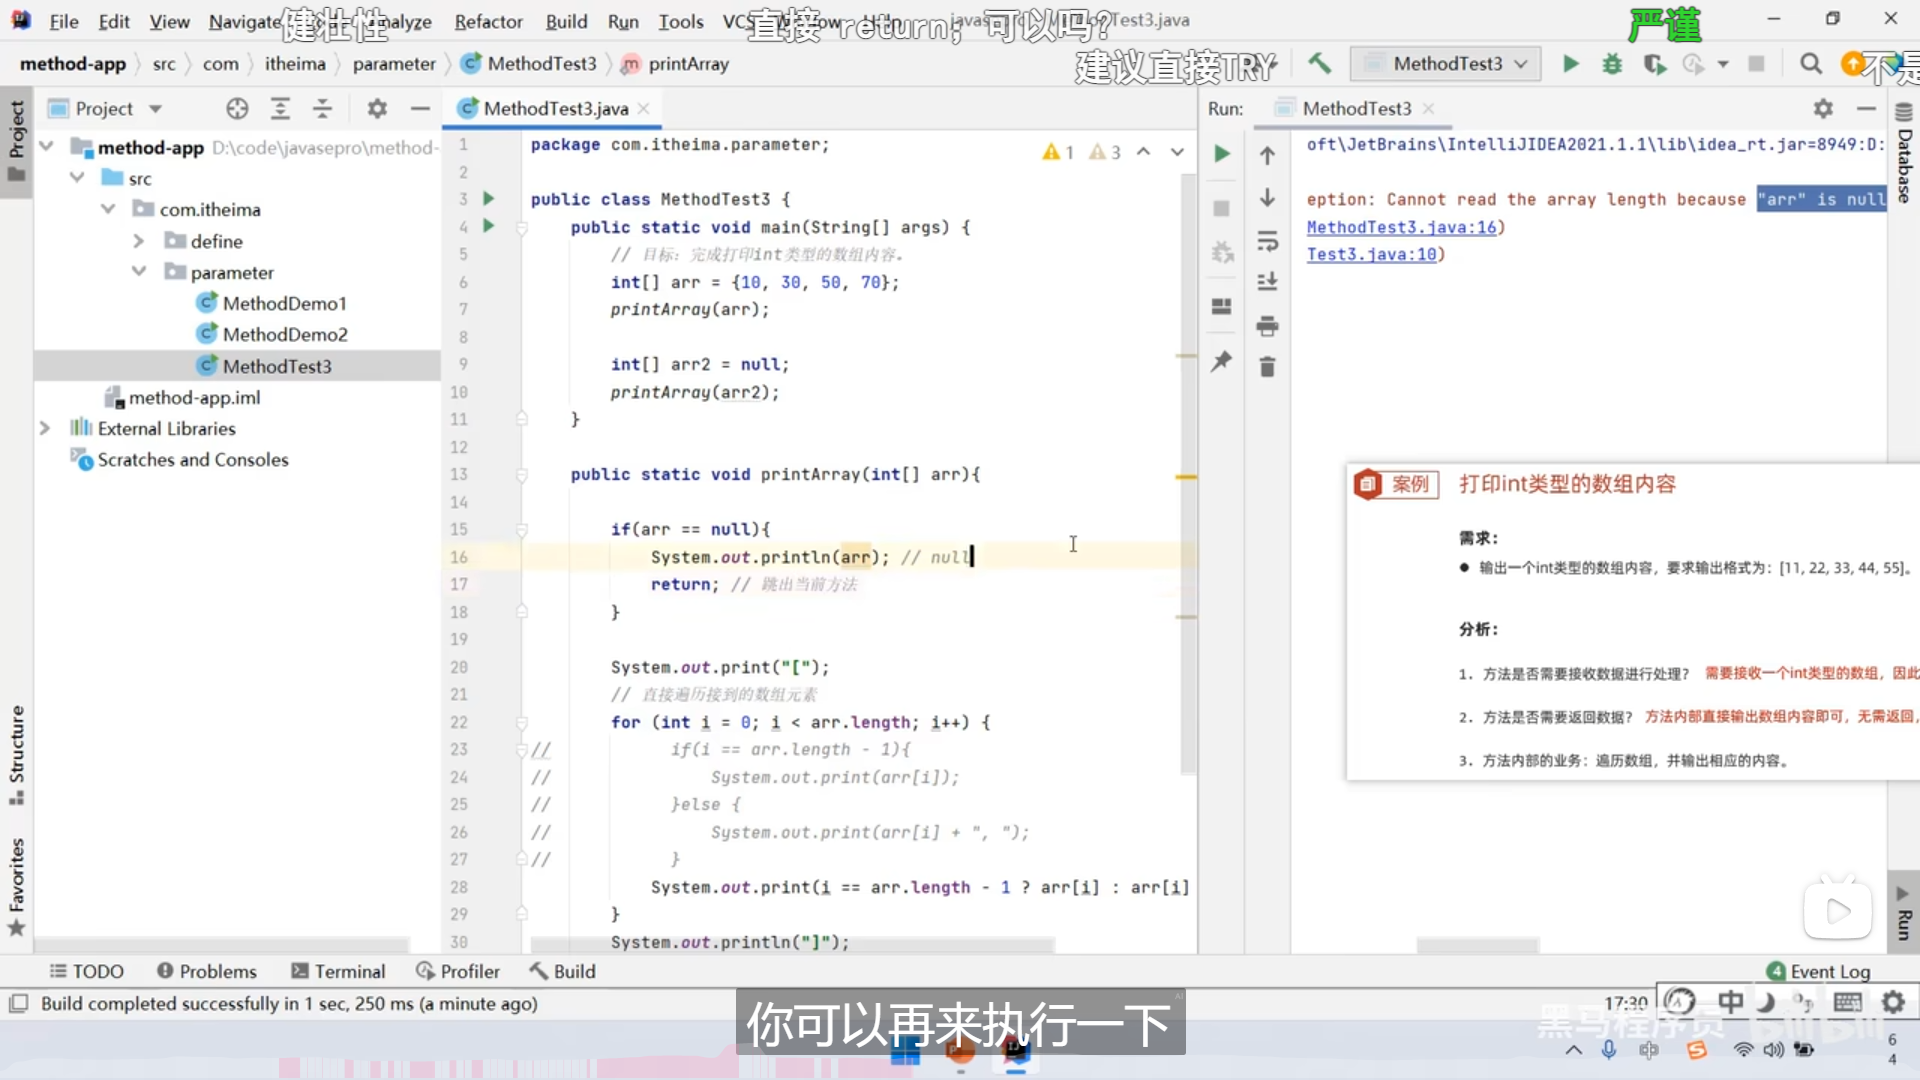 File Edit View Navigate Refactor Build Run Tools
健壮性
直接 return；可以吗？
严谨
建议直接TRY
不是
method-app src com itheima parameter MethodTest3 printArray
MethodTest3
Project
MethodTest3.java
Run: MethodTest3
method-app D:\code\javasepro\method-
src
com.itheima
define
parameter
MethodDemo1
MethodDemo2
MethodTest3
method-app.iml
External Libraries
Scratches and Consoles
Project
Structure
Favorites
1 package com.itheima.parameter;
2
3 public class MethodTest3 {
4 public static void main(String[] args) {
5 // 目标：完成打印int类型的数组内容。
6 int[] arr = {10, 30, 50, 70};
7 printArray(arr);
8
9 int[] arr2 = null;
10 printArray(arr2);
11 }
12
13 public static void printArray(int[] arr){
14
15 if(arr == null){
16 System.out.println(arr); // null
17 return; // 跳出当前方法
18 }
19
20 System.out.print("[");
21 // 直接遍历接到的数组元素
22 for (int i = 0; i < arr.length; i++) {
23 // if(i == arr.length - 1){
24 // System.out.print(arr[i]);
25 // }else {
26 // System.out.print(arr[i] + ", ");
27 // }
28 System.out.print(i == arr.length - 1 ? arr[i] : arr[i]
29 }
30 System.out.println("]");
1 3
oft\JetBrains\IntelliJIDEA2021.1.1\lib\idea_rt.jar=8949:D:
eption: Cannot read the array length because "arr" is null
MethodTest3.java:16)
Test3.java:10)
Database
Run
案例 打印int类型的数组内容
需求：
● 输出一个int类型的数组内容，要求输出格式为：[11, 22, 33, 44, 55]。
分析：
1. 方法是否需要接收数据进行处理？ 需要接收一个int类型的数组，因此
2. 方法是否需要返回数据？ 方法内部直接输出数组内容即可，无需返回，
3. 方法内部的业务：遍历数组，并输出相应的内容。
TODO Problems Terminal Profiler Build
4 Event Log
Build completed successfully in 1 sec, 250 ms (a minute ago)
17:30
中
你可以再来执行一下
黑马程序员
bilibili
中
6
4